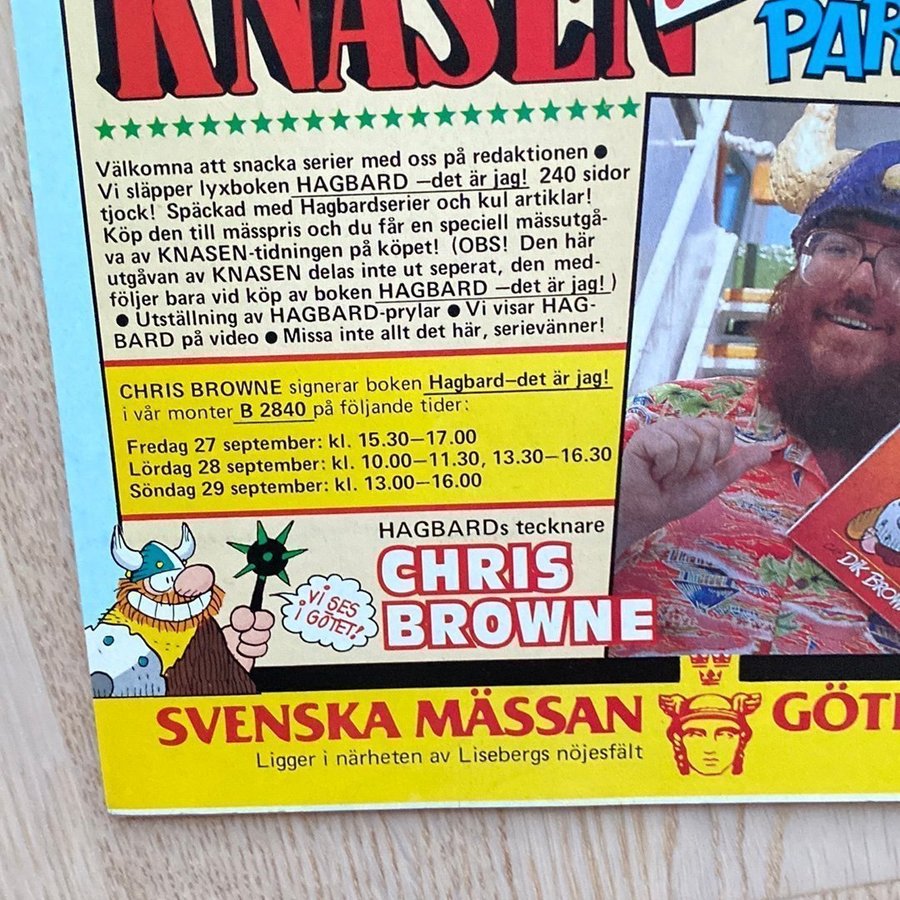 KNASEN
PAR
Välkomna att snacka serier med oss på redaktionen ●
Vi släpper lyxboken HAGBARD —det är jag! 240 sidor
tjock! Späckad med Hagbardserier och kul artiklar!
Köp den till mässpris och du får en speciell mässutgå-
va av KNASEN-tidningen på köpet! (OBS! Den här
utgåvan av KNASEN delas inte ut seperat, den med-
följer bara vid köp av boken HAGBARD —det är jag!)
● Utställning av HAGBARD-prylar ● Vi visar HAG-
BARD på video ● Missa inte allt det här, serievänner!
CHRIS BROWNE signerar boken Hagbard—det är jag!
i vår monter B 2840 på följande tider:
Fredag 27 september: kl. 15.30—17.00
Lördag 28 september: kl. 10.00—11.30, 13.30—16.30
Söndag 29 september: kl. 13.00—16.00
HAGBARDs tecknare
CHRIS
BROWNE
VI SES
I GÖTET!
DIK BROW
SVENSKA MÄSSAN
GÖT
Ligger i närheten av Lisebergs nöjesfält